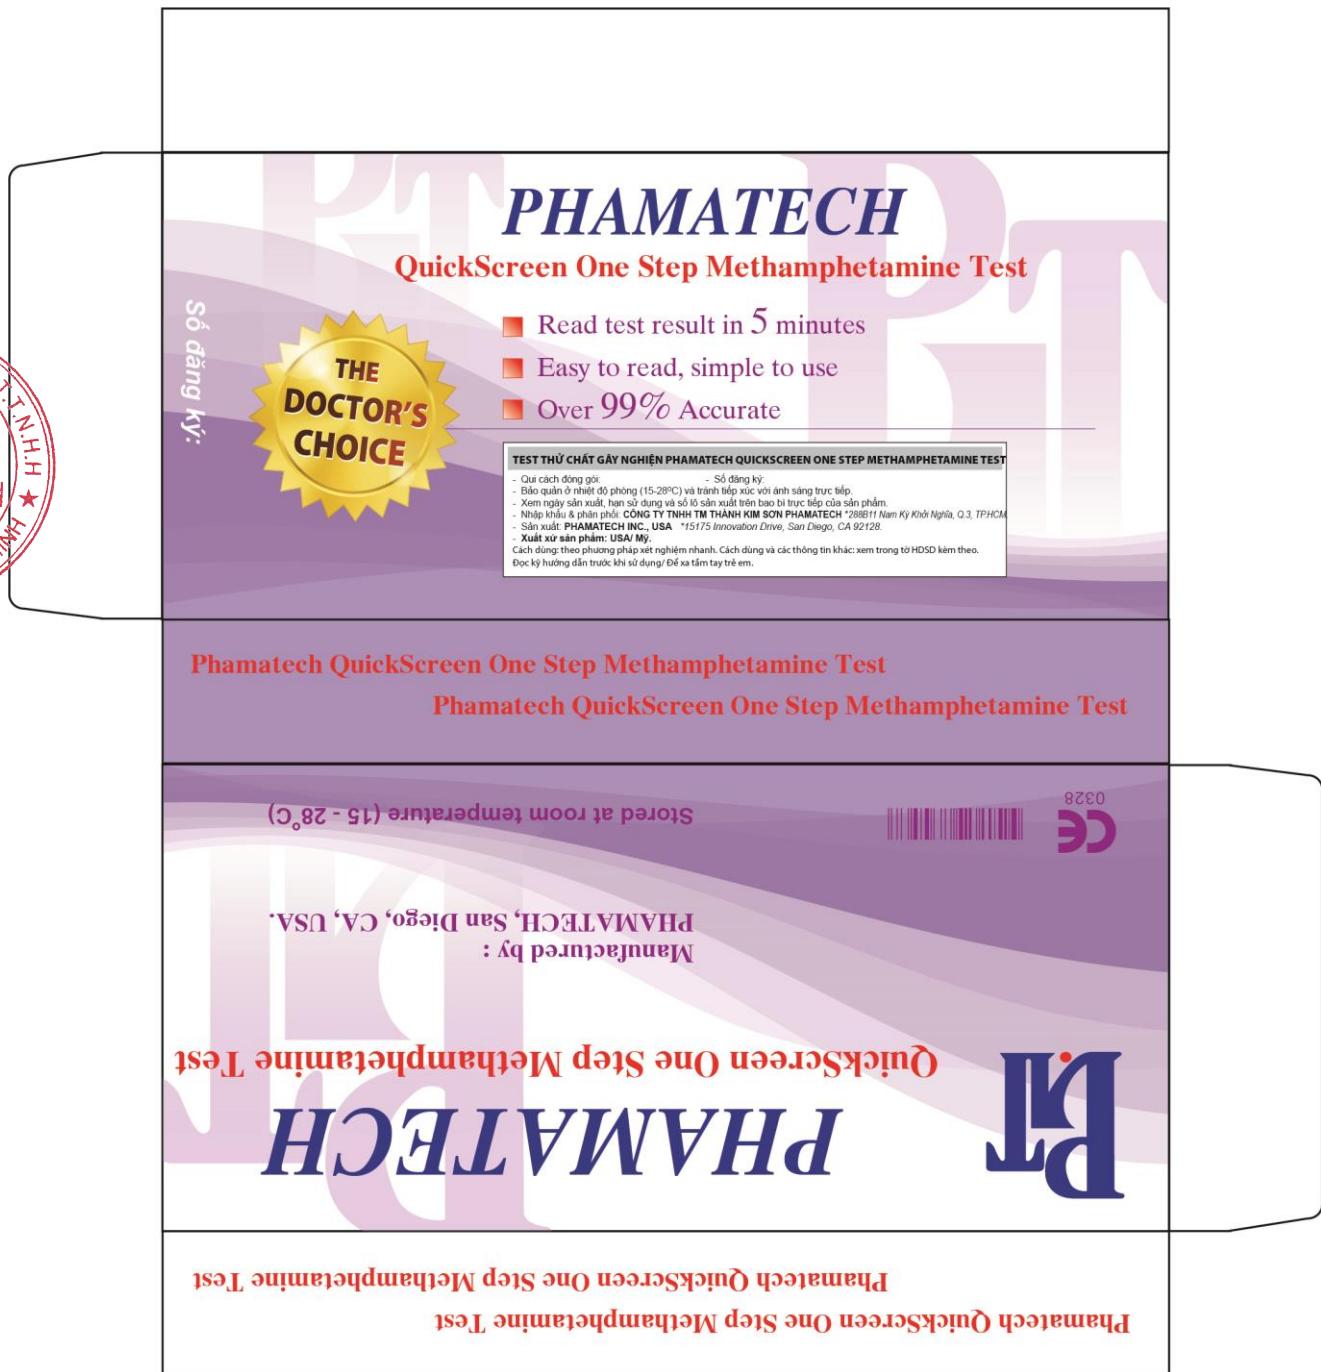 PHAMATECH
QuickScreen One Step Methamphetamine Test
Read test result in 5 minutes
Easy to read, simple to use
Over 99% Accurate
Số đăng ký:
THE
DOCTOR'S
CHOICE
TEST THỬ CHẤT GÂY NGHIỆN PHAMATECH QUICKSCREEN ONE STEP METHAMPHETAMINE TEST
- Qui cách đóng gói: - Số đăng ký:
- Bảo quản ở nhiệt độ phòng (15-28ºC) và tránh tiếp xúc với ánh sáng trực tiếp.
- Xem ngày sản xuất, hạn sử dụng và số lô sản xuất trên bao bì trực tiếp của sản phẩm.
- Nhập khẩu & phân phối: CÔNG TY TNHH TM THÀNH KIM SƠN PHAMATECH *288B11 Nam Kỳ Khởi Nghĩa, Q.3, TP.HCM
- Sản xuất: PHAMATECH INC., USA *15175 Innovation Drive, San Diego, CA 92128.
- Xuất xứ sản phẩm: USA/ Mỹ.
Cách dùng: theo phương pháp xét nghiệm nhanh. Cách dùng và các thông tin khác: xem trong tờ HDSD kèm theo.
Đọc kỹ hướng dẫn trước khi sử dụng/ Để xa tầm tay trẻ em.
T.N.H.H
Phamatech QuickScreen One Step Methamphetamine Test
Phamatech QuickScreen One Step Methamphetamine Test
PT
PHAMATECH
QuickScreen One Step Methamphetamine Test
Manufactured by :
PHAMATECH, San Diego, CA, USA.
CE
0328
Stored at room temperature (15 - 28°C)
Phamatech QuickScreen One Step Methamphetamine Test
Phamatech QuickScreen One Step Methamphetamine Test